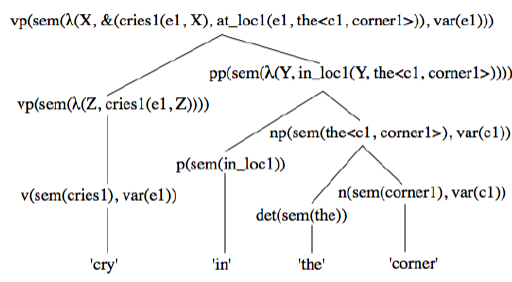 vp(sem(λ(X, &(cries1(e1, X), at_loc1(e1, the<c1, corner1>)), var(e1)))
pp(sem(λ(Y, in_loc1(Y, the<c1, corner1>))))
vp(sem(λ(Z, cries1(e1, Z))))
np(sem(the<c1, corner1>), var(c1))
p(sem(in_loc1))
v(sem(cries1), var(e1)) n(sem(corner1), var(c1))
det(sem(the))
'cry' 'in' 'the' 'corner'